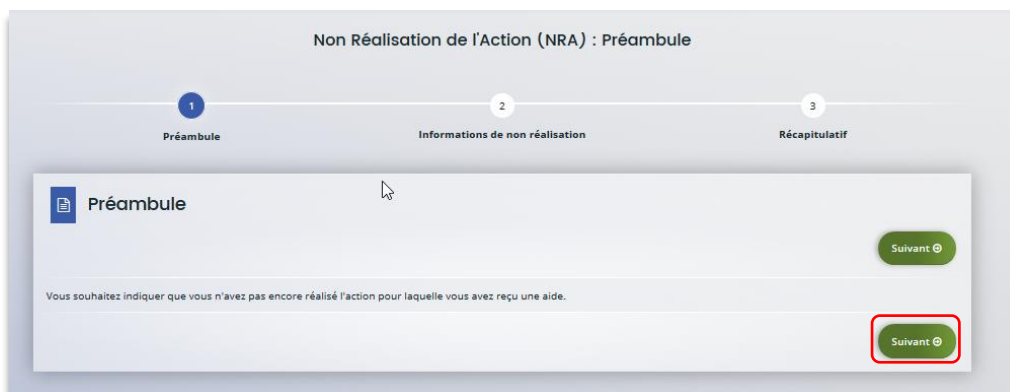 Non Réalisation de l'Action (NRA) : Préambule
1
2
3
Préambule
Informations de non réalisation
Récapitulatif
Préambule
Suivant
Vous souhaitez indiquer que vous n'avez pas encore réalisé l'action pour laquelle vous avez reçu une aide.
Suivant